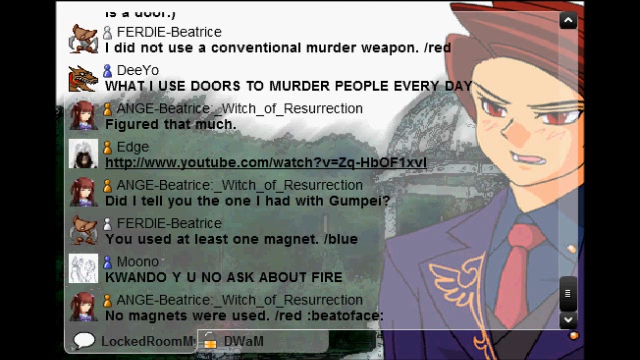 is a door.)
FERDIE-Beatrice
I did not use a conventional murder weapon. /red
DeeYo
WHAT I USE DOORS TO MURDER PEOPLE EVERY DAY
ANGE-Beatrice:_Witch_of_Resurrection
Figured that much.
Edge
http://www.youtube.com/watch?v=Zq-HbOF1xvI
ANGE-Beatrice:_Witch_of_Resurrection
Did I tell you the one I had with Gumpei?
FERDIE-Beatrice
You used at least one magnet. /blue
Moono
KWANDO Y U NO ASK ABOUT FIRE
ANGE-Beatrice:_Witch_of_Resurrection
No magnets were used. /red :beatoface:
LockedRoomM DWaM